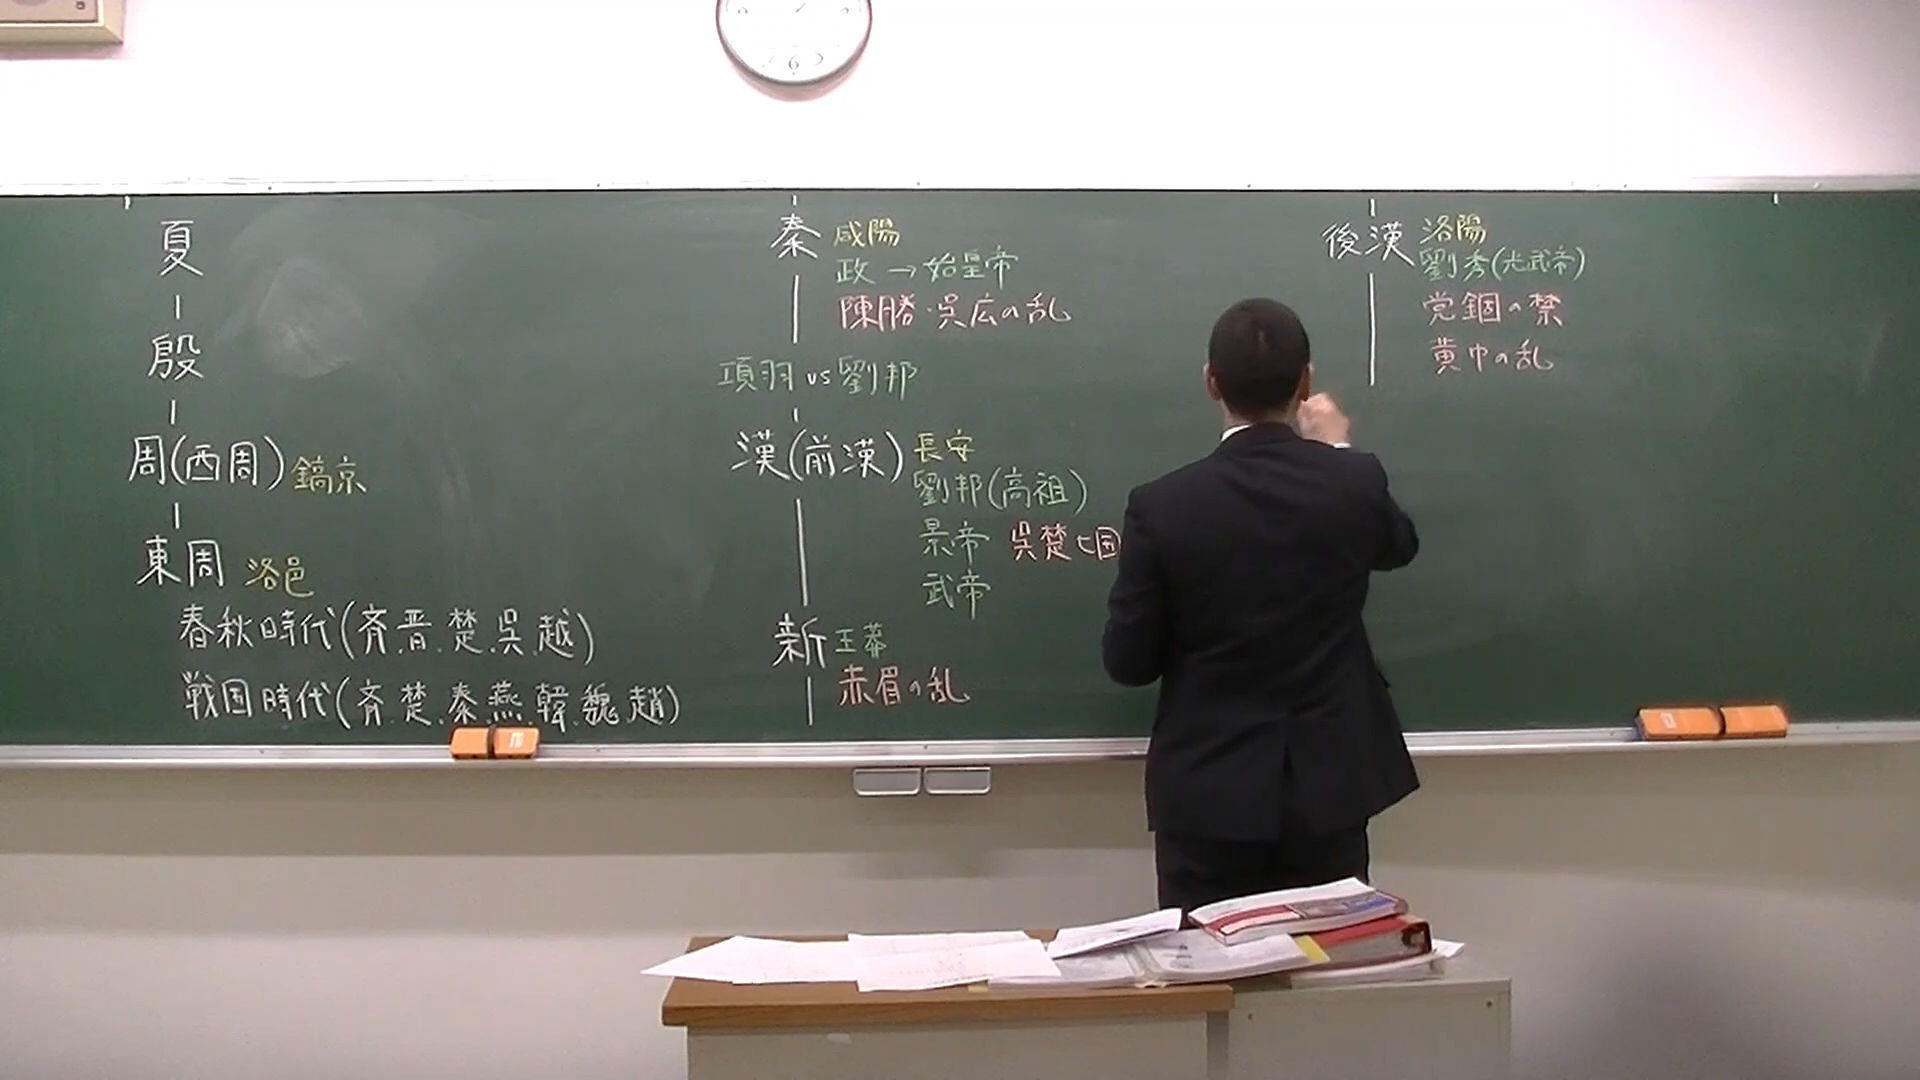 夏
殷
周(西周) 鎬京
東周 洛邑
春秋時代(斉.晋.楚.呉.越)
戦国時代(斉.楚.秦.燕.韓.魏.趙)
秦 咸陽
政→始皇帝
陳勝・呉広の乱
項羽 vs 劉邦
漢(前漢) 長安
劉邦(高祖)
景帝 呉楚七国
武帝
新 王莽
赤眉の乱
後漢 洛陽
劉秀(光武帝)
党錮の禁
黄巾の乱